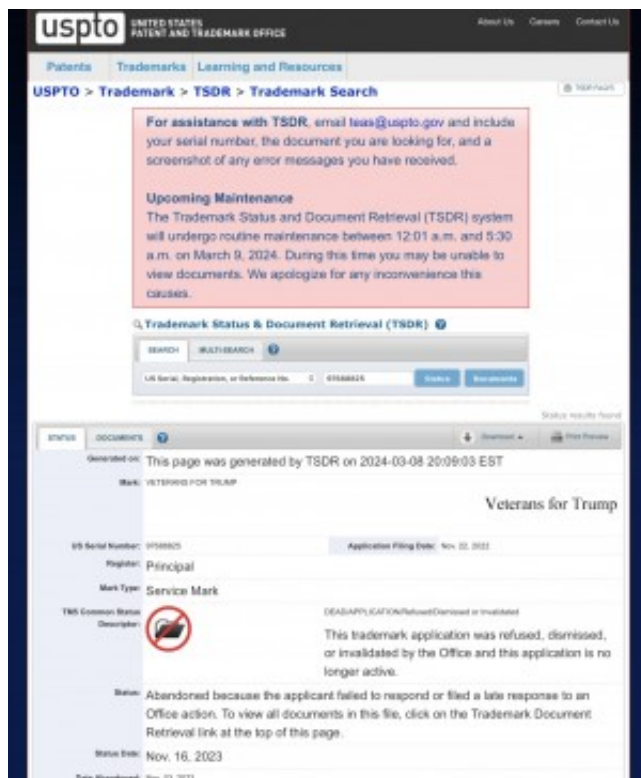 uspto UNITED STATES
PATENT AND TRADEMARK OFFICE
About Us Careers Contact Us
Patents Trademarks Learning and Resources
USPTO > Trademark > TSDR > Trademark Search
For assistance with TSDR, email teas@uspto.gov and include
your serial number, the document you are looking for, and a
screenshot of any error messages you have received.
Upcoming Maintenance
The Trademark Status and Document Retrieval (TSDR) system
will undergo routine maintenance between 12:01 a.m. and 5:30
a.m. on March 9, 2024. During this time you may be unable to
view documents. We apologize for any inconvenience this
causes.
Trademark Status & Document Retrieval (TSDR)
SEARCH MULTI-SEARCH
US Serial, Registration, or Reference No. Status Documents
Status results found
STATUS DOCUMENTS Download Print Preview
Generated on: This page was generated by TSDR on 2024-03-08 20:09:03 EST
Mark: VETERANS FOR TRUMP
Veterans for Trump
US Serial Number: Application Filing Date: Nov. 22, 2022
Register: Principal
Mark Type: Service Mark
TM5 Common Status DEAD/APPLICATION/Refused/Dismissed or Invalidated
Descriptor:
This trademark application was refused, dismissed,
or invalidated by the Office and this application is no
longer active.
Status: Abandoned because the applicant failed to respond or filed a late response to an
Office action. To view all documents in this file, click on the Trademark Document
Retrieval link at the top of this page.
Status Date: Nov. 16, 2023
Date Abandoned: